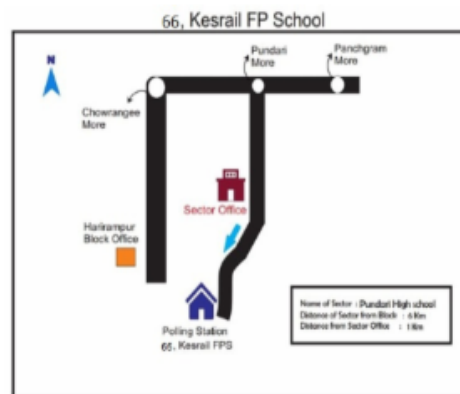 66, Kesrail FP School
N
Pundari
More
Panchgram
More
Chowrangee
More
Sector Office
Harirampur
Block Office
Polling Station
66, Kesrail FPS
Name of Sector : Pundari High school
Distance of Sector from Block : 6 Km
Distance from Sector Office : 1 Km